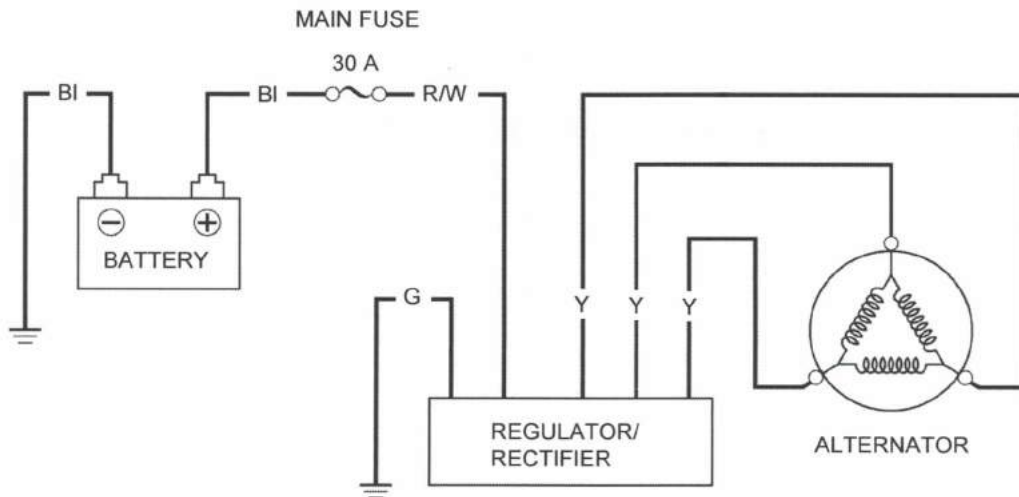 MAIN FUSE
30 A
Bl
Bl
R/W
BATTERY
G
Y
Y
Y
REGULATOR/
RECTIFIER
ALTERNATOR